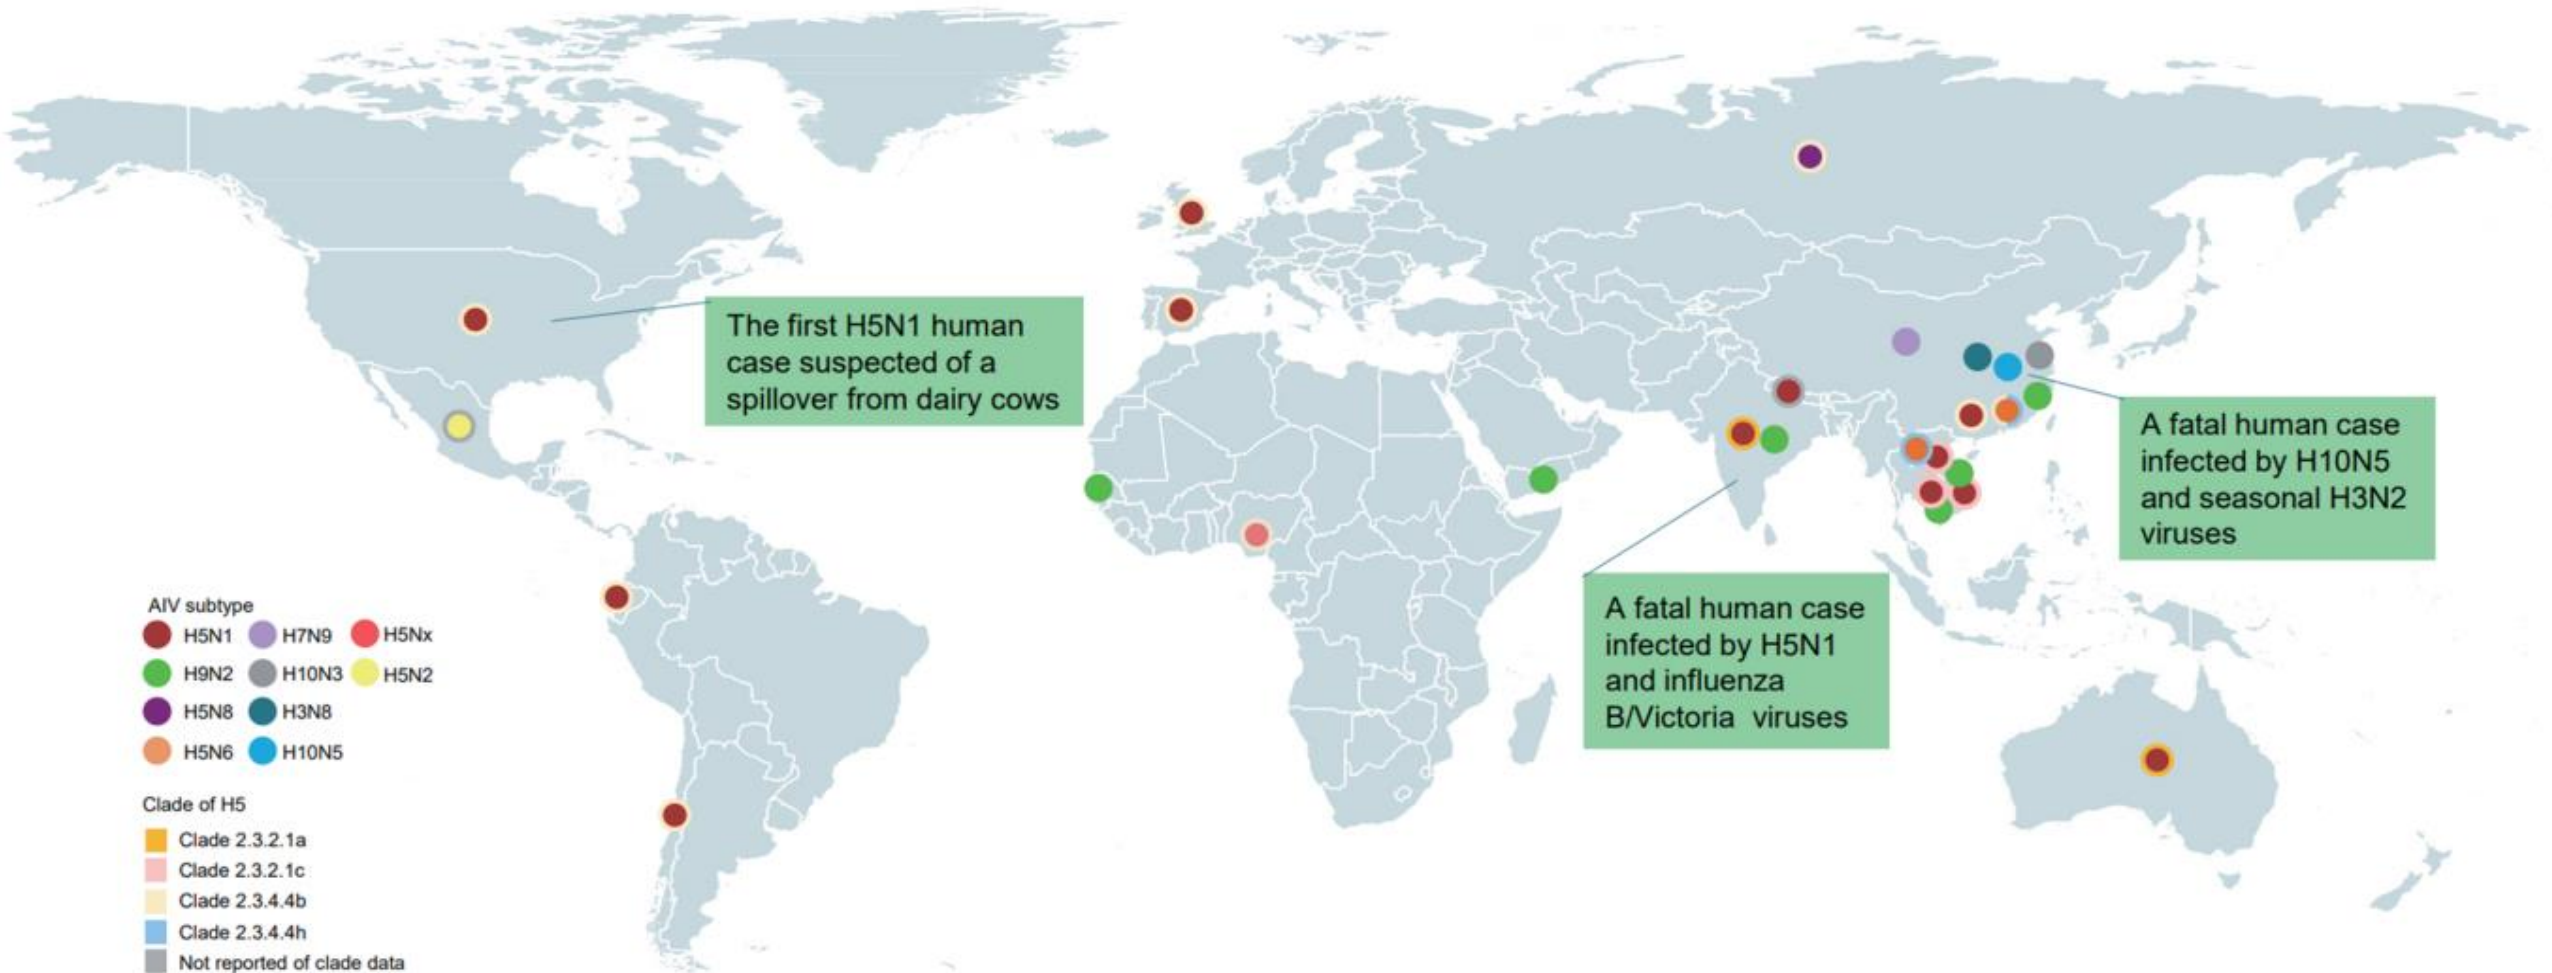 The first H5N1 human
case suspected of a
spillover from dairy cows
A fatal human case
infected by H10N5
and seasonal H3N2
viruses
A fatal human case
infected by H5N1
and influenza
B/Victoria viruses
AIV subtype
H5N1 H7N9 H5Nx
H9N2 H10N3 H5N2
H5N8 H3N8
H5N6 H10N5
Clade of H5
Clade 2.3.2.1a
Clade 2.3.2.1c
Clade 2.3.4.4b
Clade 2.3.4.4h
Not reported of clade data